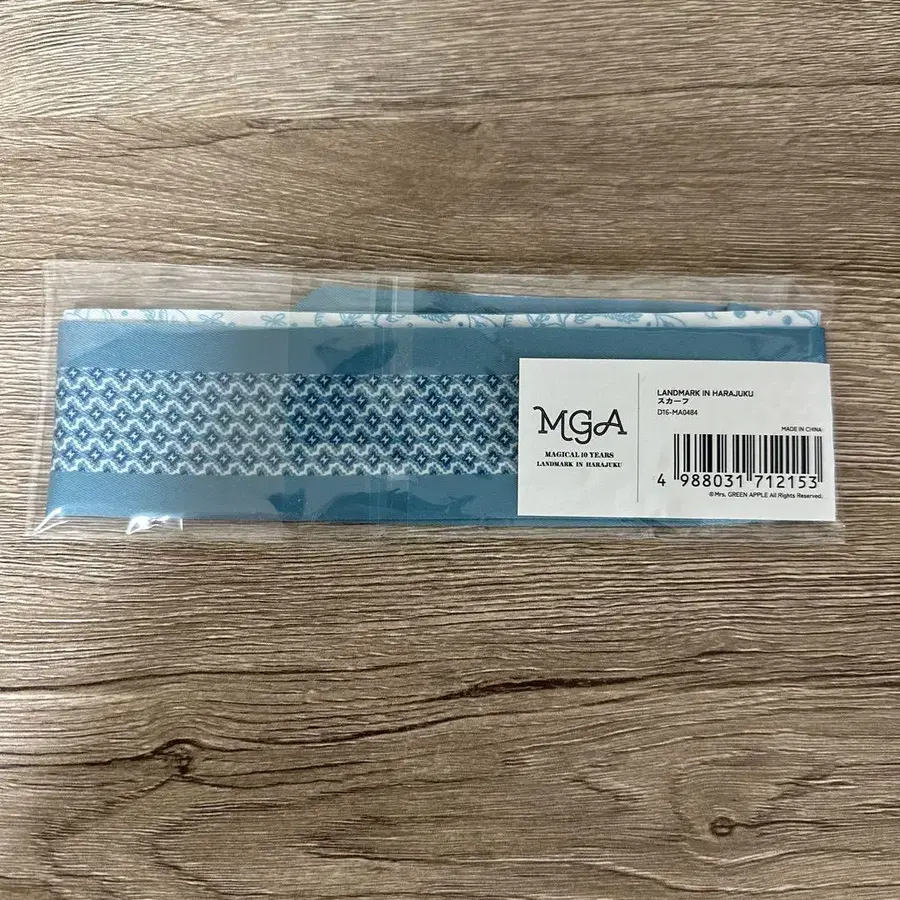 MGA
MAGICAL 10 YEARS
LANDMARK IN HARAJUKU
LANDMARK IN HARAJUKU
スカーフ
D16-MA0484
MADE IN CHINA
4 988031 712153
©Mrs. GREEN APPLE All Rights Reserved.